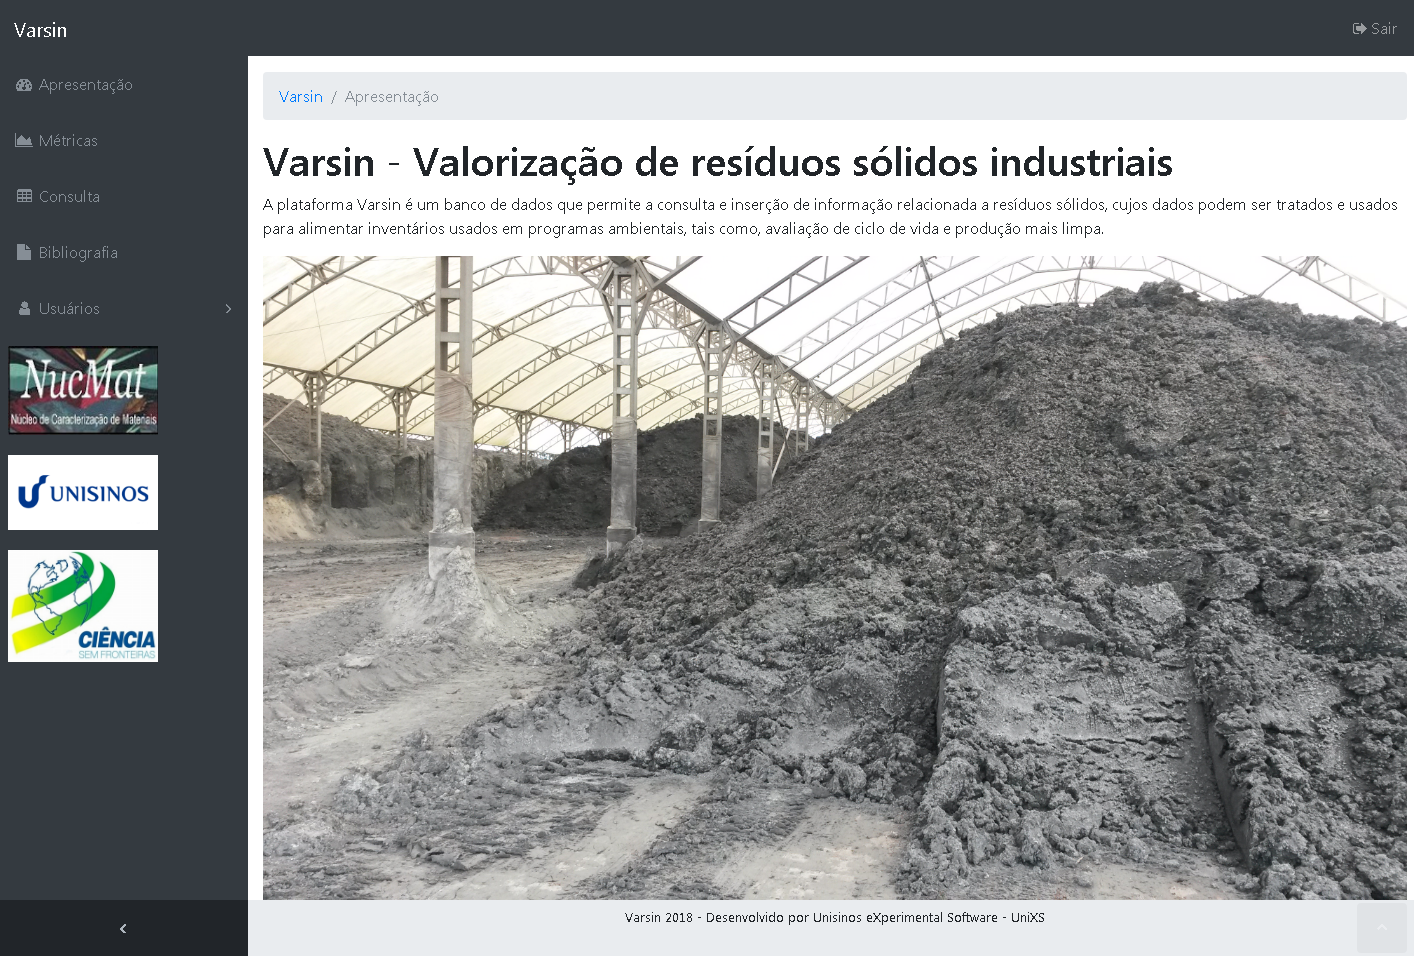 Varsin
Sair
Apresentação
Métricas
Consulta
Bibliografia
Usuários
NucMat
Núcleo de Caracterização de Materiais
UNISINOS
CIÊNCIA
SEM FRONTEIRAS
Varsin / Apresentação
Varsin - Valorização de resíduos sólidos industriais
A plataforma Varsin é um banco de dados que permite a consulta e inserção de informação relacionada a resíduos sólidos, cujos dados podem ser tratados e usados
para alimentar inventários usados em programas ambientais, tais como, avaliação de ciclo de vida e produção mais limpa.
Varsin 2018 - Desenvolvido por Unisinos eXperimental Software - UniXS